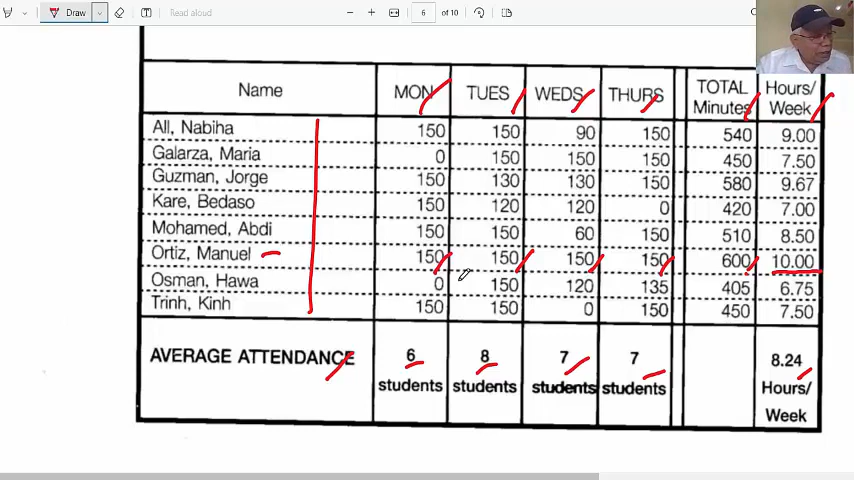 Draw
Read aloud
6 of 10
Name MON TUES WEDS THURS TOTAL Minutes Hours/ Week
Ali, Nabiha 150 150 90 150 540 9.00
Galarza, Maria 0 150 150 150 450 7.50
Guzman, Jorge 150 130 130 150 580 9.67
Kare, Bedaso 150 120 120 0 420 7.00
Mohamed, Abdi 150 150 60 150 510 8.50
Ortiz, Manuel 150 150 150 150 600 10.00
Osman, Hawa 0 150 120 135 405 6.75
Trinh, Kinh 150 150 0 150 450 7.50
AVERAGE ATTENDANCE 6 8 7 7 8.24
students students students students Hours/
Week